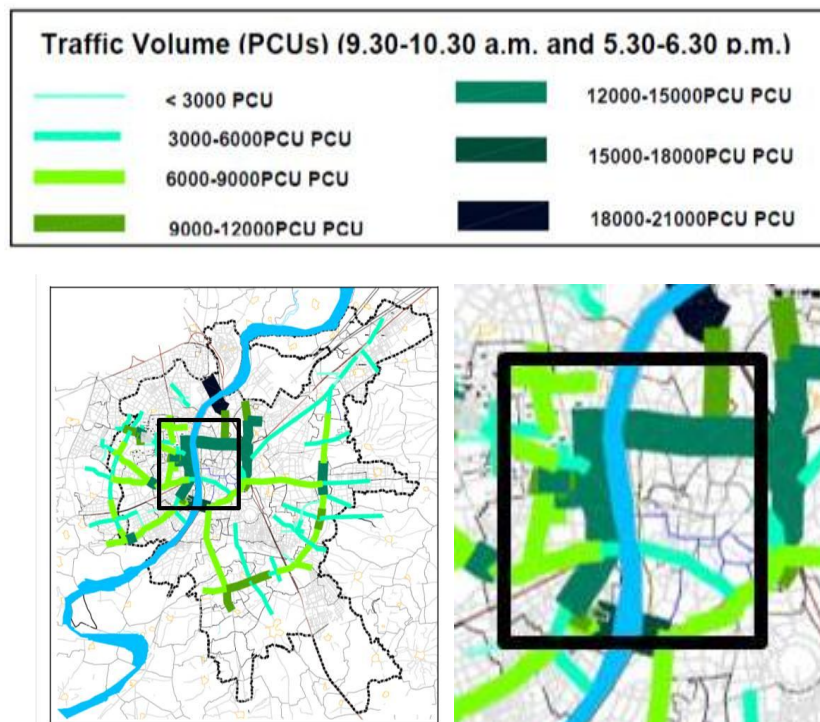 Traffic Volume (PCUs) (9.30-10.30 a.m. and 5.30-6.30 p.m.)
< 3000 PCU
3000-6000PCU PCU
6000-9000PCU PCU
9000-12000PCU PCU
12000-15000PCU PCU
15000-18000PCU PCU
18000-21000PCU PCU